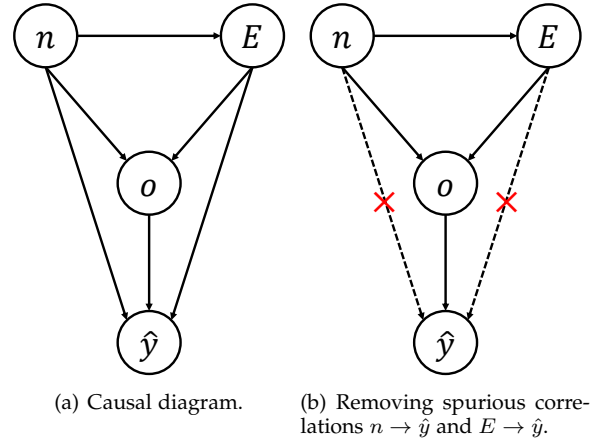 n E
o
ŷ
n E
o
ŷ
(a) Causal diagram.
(b) Removing spurious corre-
lations n → ŷ and E → ŷ.